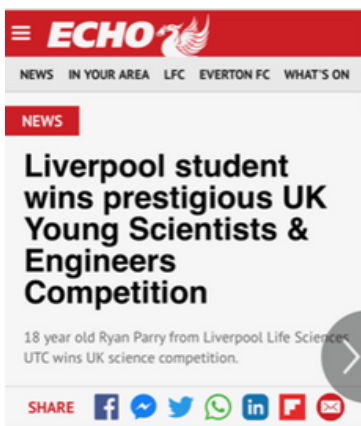 ECHO
NEWS IN YOUR AREA LFC EVERTON FC WHAT'S ON
NEWS
Liverpool student
wins prestigious UK
Young Scientists &
Engineers
Competition
18 year old Ryan Parry from Liverpool Life Sciences
UTC wins UK science competition.
SHARE f in